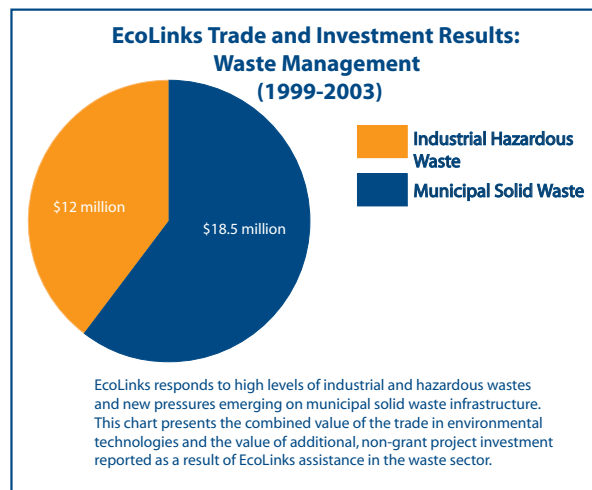 EcoLinks Trade and Investment Results:
Waste Management
(1999-2003)
Industrial Hazardous
Waste
Municipal Solid Waste
$12 million
$18.5 million
EcoLinks responds to high levels of industrial and hazardous wastes
and new pressures emerging on municipal solid waste infrastructure.
This chart presents the combined value of the trade in environmental
technologies and the value of additional, non-grant project investment
reported as a result of EcoLinks assistance in the waste sector.